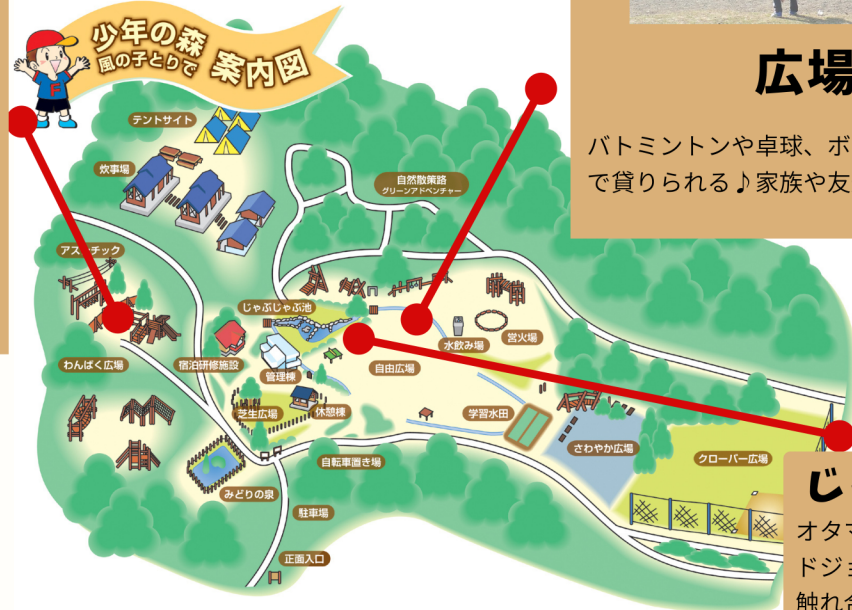 少年の森
風の子とりで
案内図
F
広場
バトミントンや卓球、ボ
で貸りられる♪家族や友
テントサイト
炊事場
自然散策路
グリーンアドベンチャー
じゃぶじゃぶ池
水飲み場
営火場
わんぱく広場
宿泊研修施設
管理棟
自由広場
芝生広場
休憩棟
学習水田
さわやか広場
クローバー広場
自転車置き場
みどりの泉
駐車場
正面入口
じ
オタマ
ドジョ
触れ合